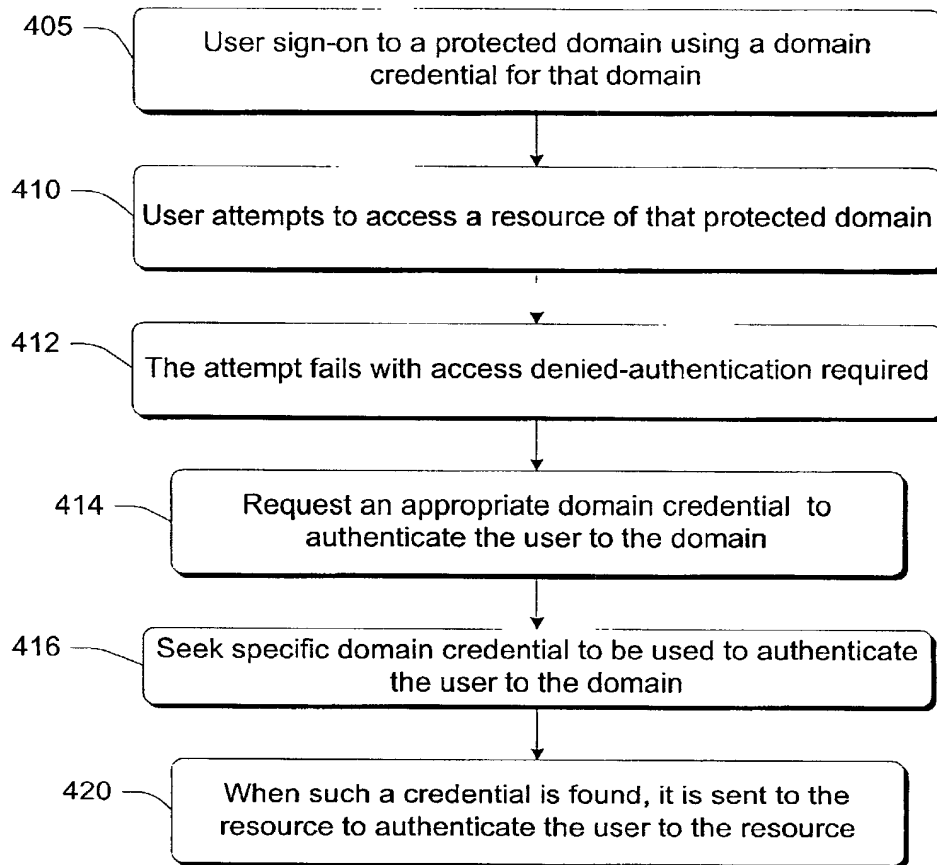 405
User sign-on to a protected domain using a domain
credential for that domain
410
User attempts to access a resource of that protected domain
412
The attempt fails with access denied-authentication required
414
Request an appropriate domain credential to
authenticate the user to the domain
416
Seek specific domain credential to be used to authenticate
the user to the domain
420
When such a credential is found, it is sent to the
resource to authenticate the user to the resource